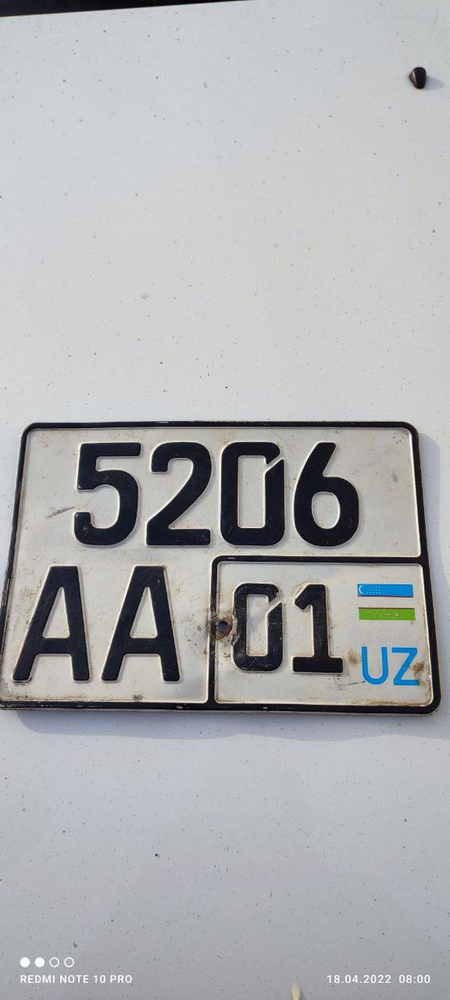 5206
AA 01
UZ
REDMI NOTE 10 PRO 18.04.2022 08:00